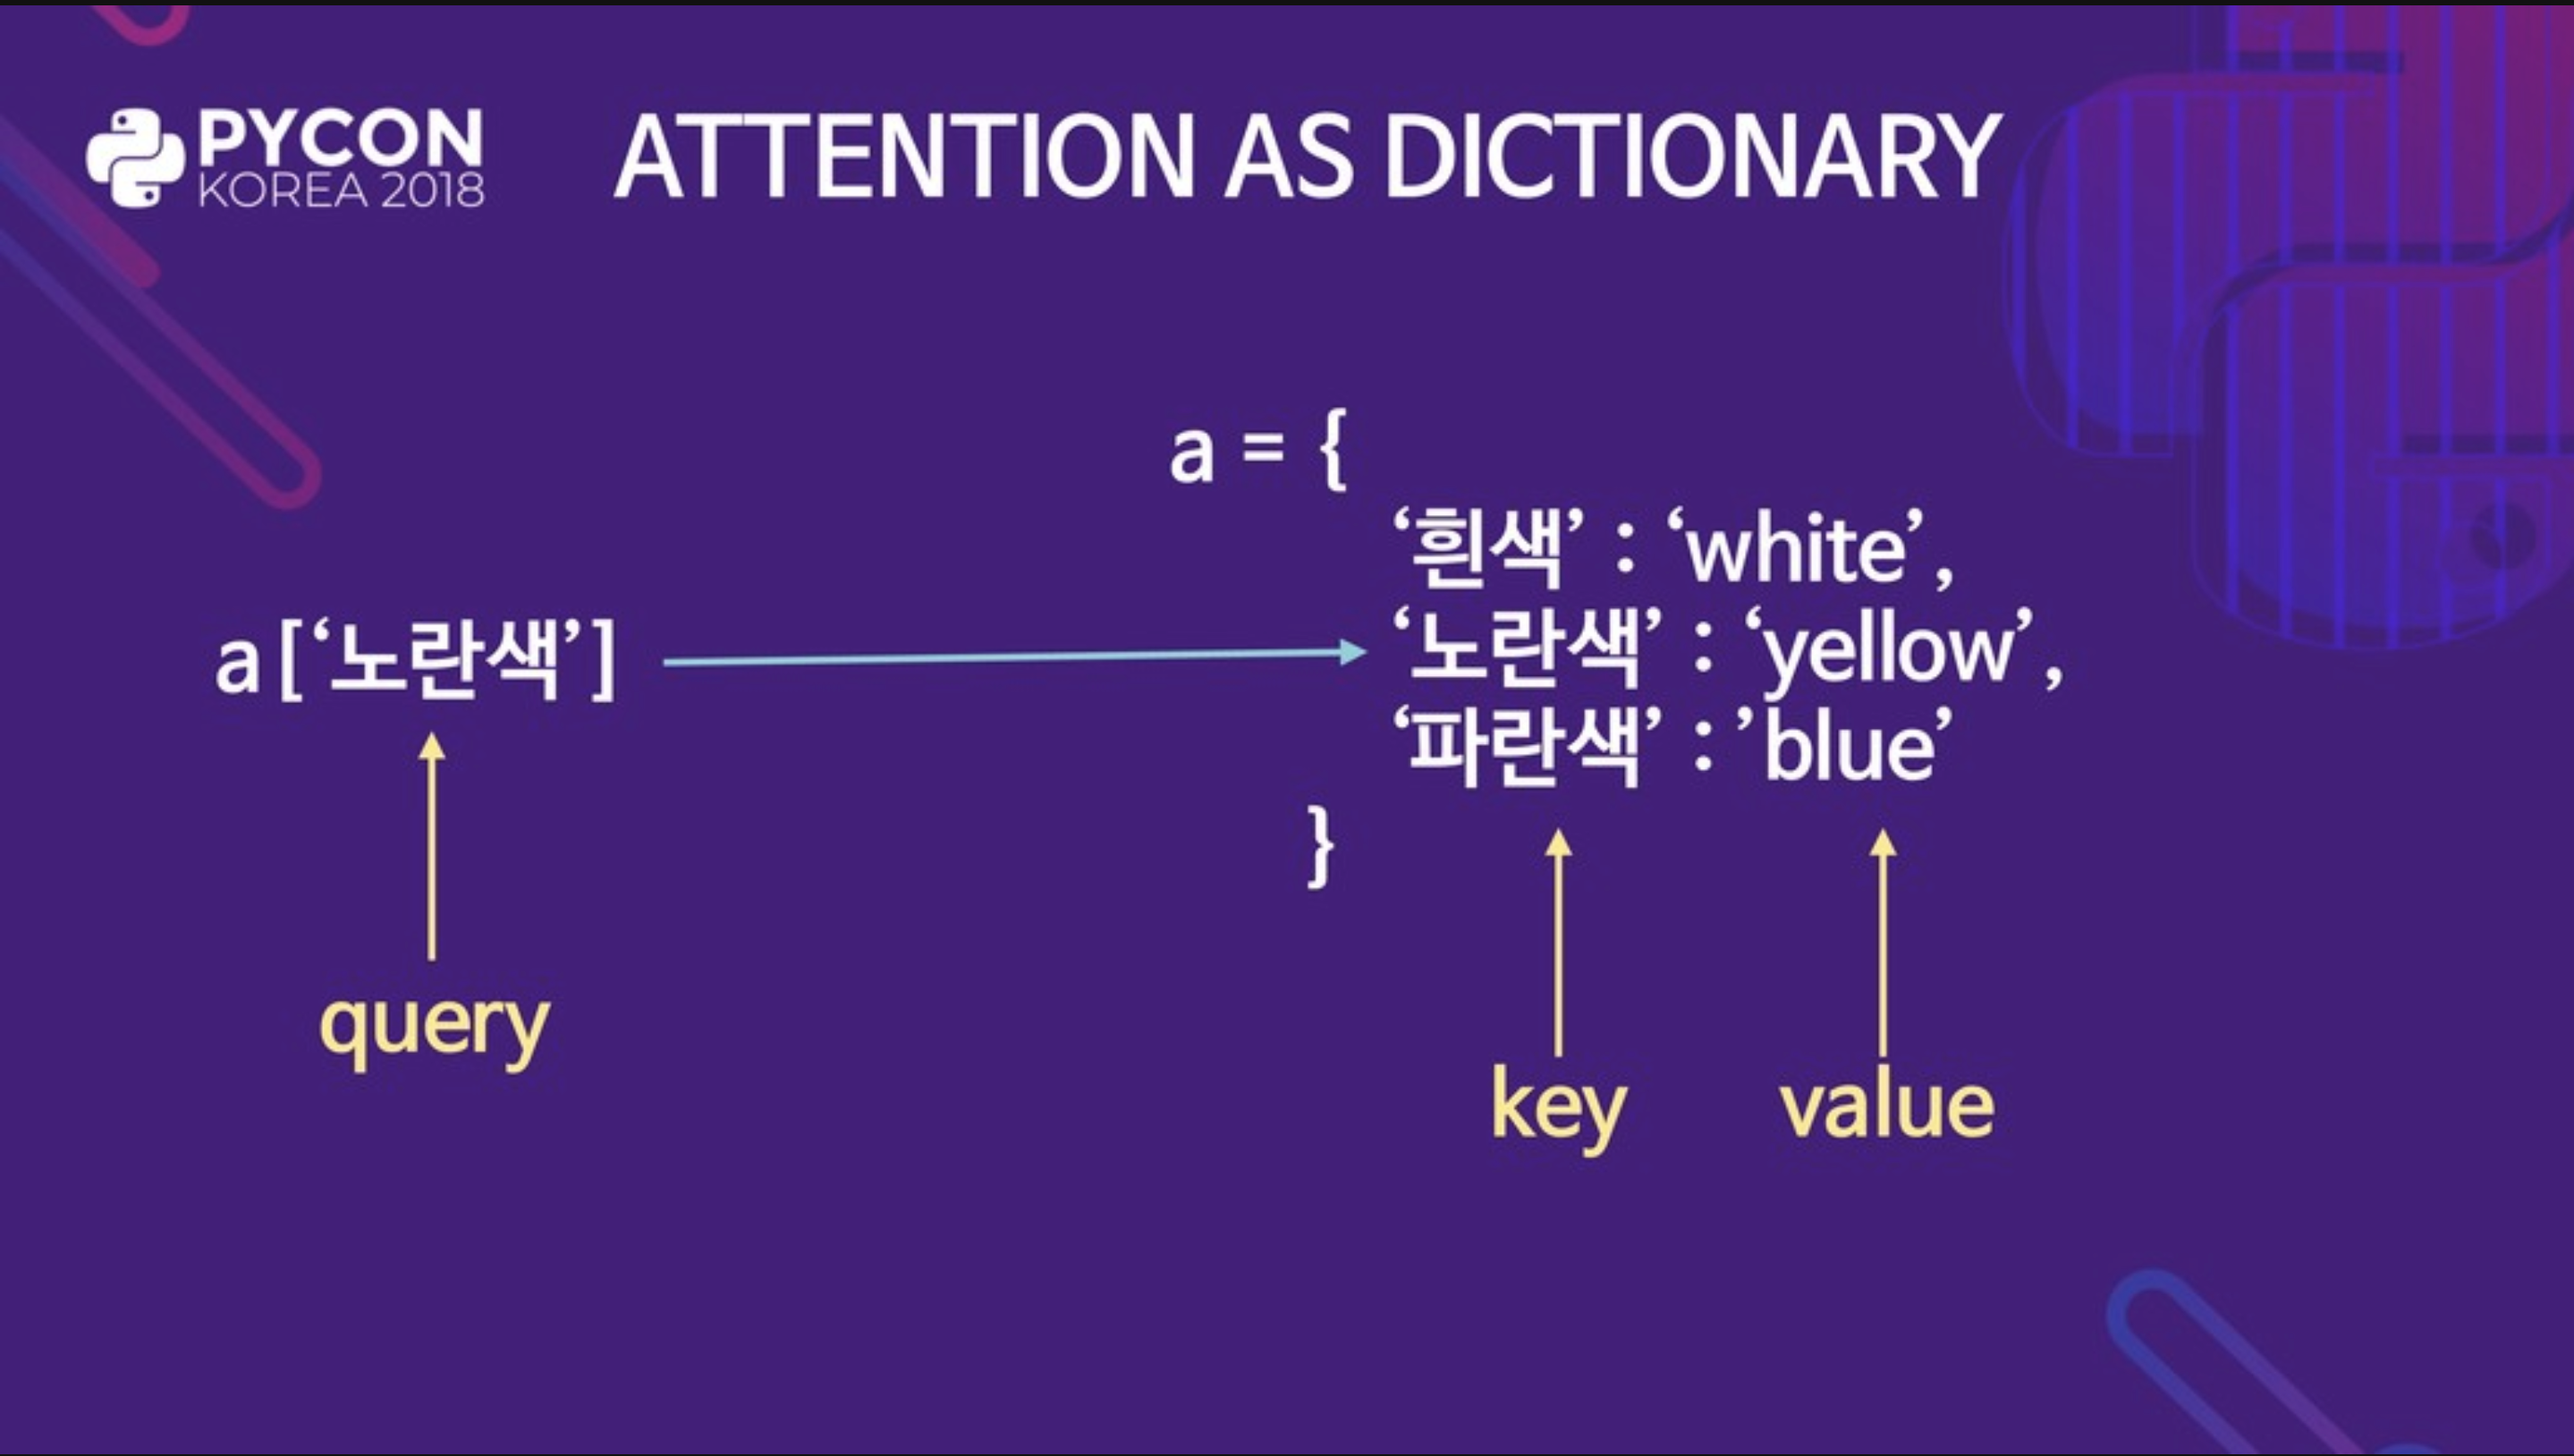 PYCON
KOREA 2018
ATTENTION AS DICTIONARY
a = {
‘흰색’ : ‘white’,
a[‘노란색’]
‘노란색’ : ‘yellow’,
‘파란색’ : ’blue’
}
query
key
value